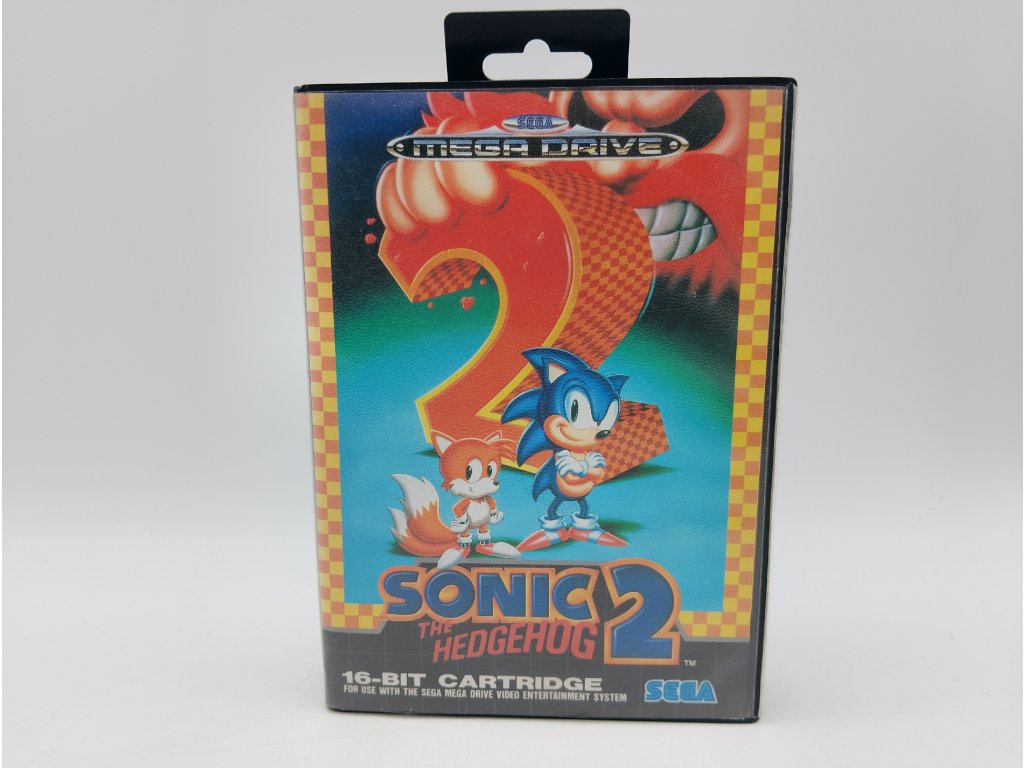 SEGA
MEGA DRIVE
2
SONIC
THE
HEDGEHOG 2
TM
16-BIT CARTRIDGE
FOR USE WITH THE SEGA MEGA DRIVE VIDEO ENTERTAINMENT SYSTEM
SEGA